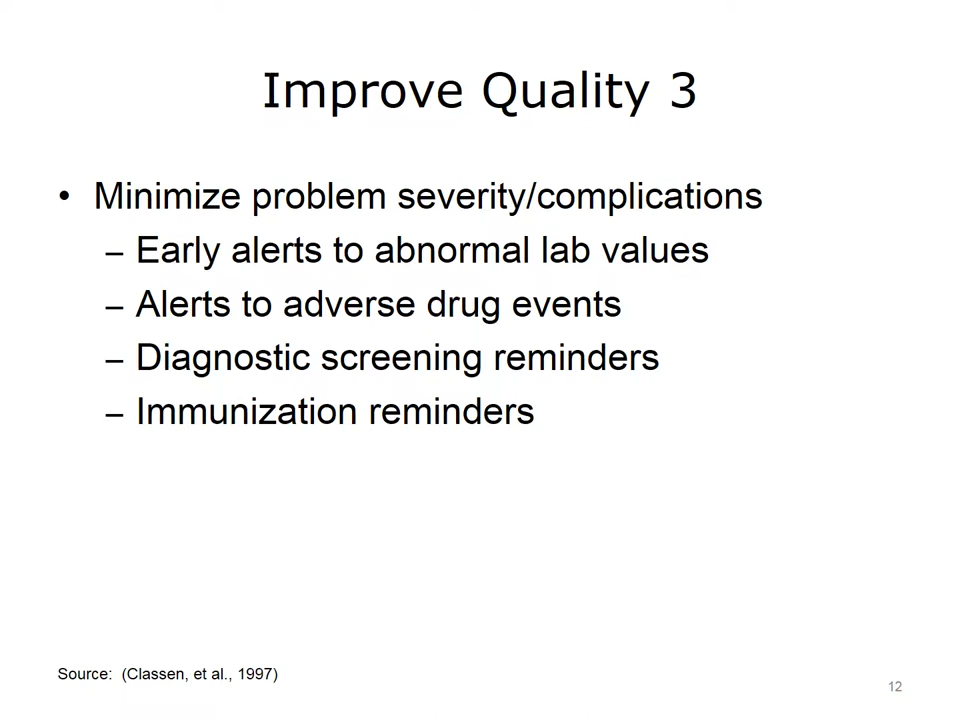 Improve Quality 3
• Minimize problem severity/complications
– Early alerts to abnormal lab values
– Alerts to adverse drug events
– Diagnostic screening reminders
– Immunization reminders
Source: (Classen, et al., 1997)
12